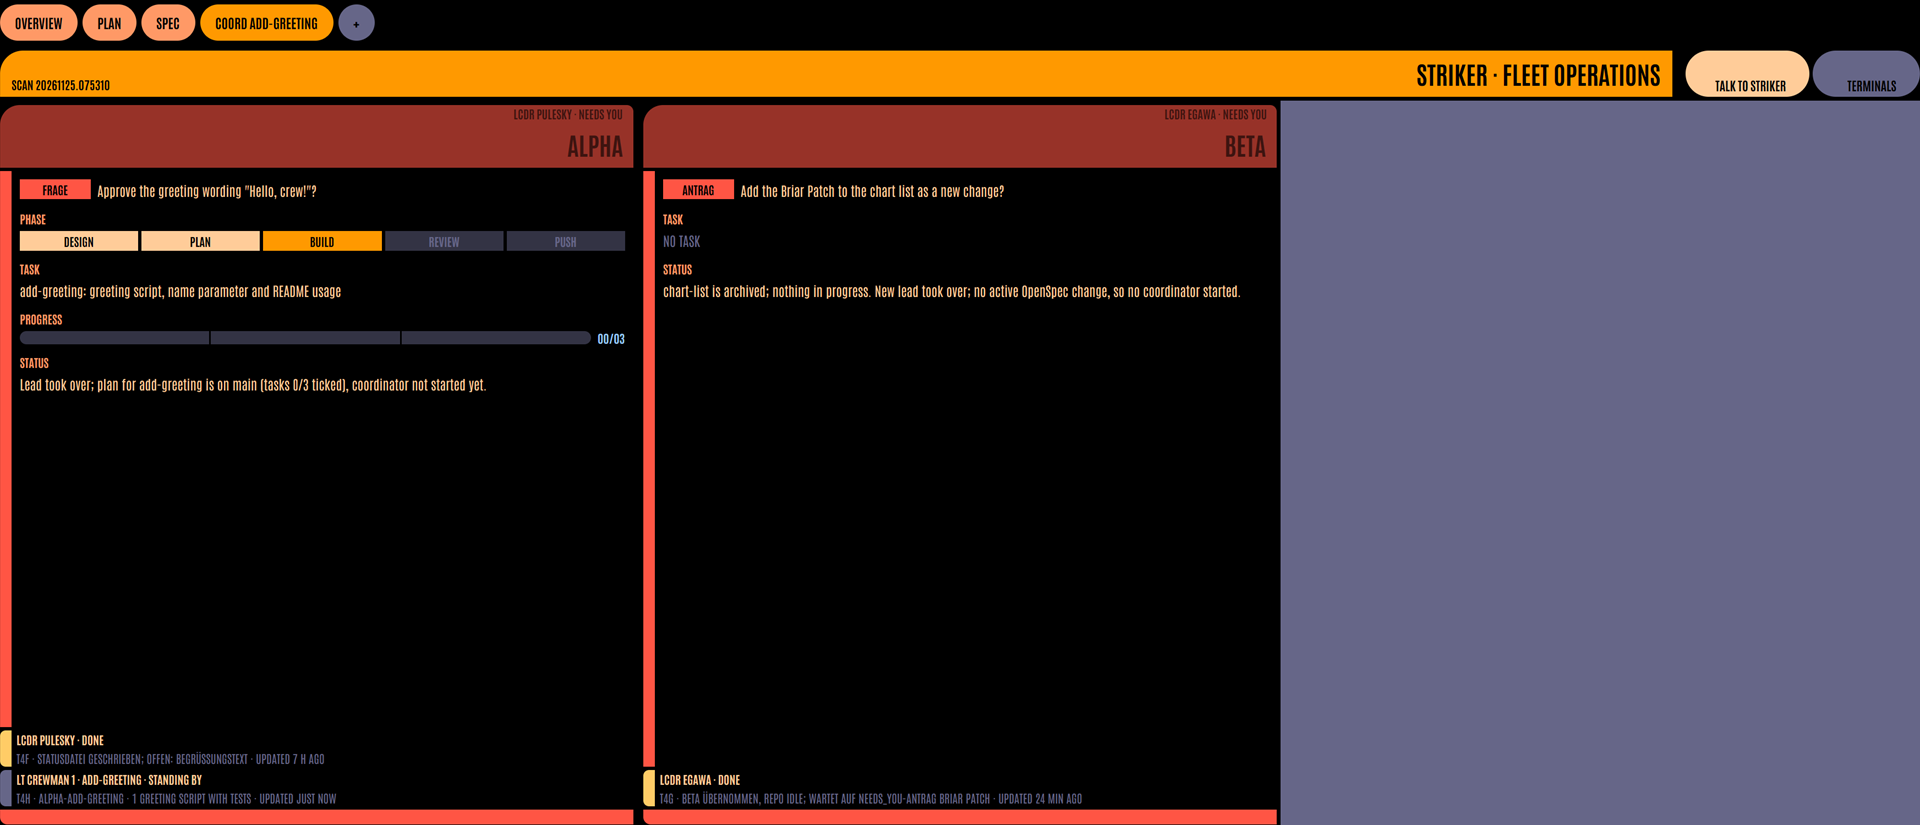 OVERVIEW
PLAN
SPEC
COORD ADD-GREETING
+
SCAN 20261125.075310
STRIKER · FLEET OPERATIONS
TALK TO STRIKER
TERMINALS
LCDR PULESKY · NEEDS YOU
ALPHA
FRAGE Approve the greeting wording "Hello, crew!"?
PHASE
DESIGN PLAN BUILD REVIEW PUSH
TASK
add-greeting: greeting script, name parameter and README usage
PROGRESS
00/03
STATUS
Lead took over; plan for add-greeting is on main (tasks 0/3 ticked), coordinator not started yet.
LCDR PULESKY · DONE
T4F · STATUSDATEI GESCHRIEBEN; OFFEN: BEGRÜSSUNGSTEXT · UPDATED 7 H AGO
LT CREWMAN 1 · ADD-GREETING · STANDING BY
T4H · ALPHA-ADD-GREETING · 1 GREETING SCRIPT WITH TESTS · UPDATED JUST NOW
LCDR EGAWA · NEEDS YOU
BETA
ANTRAG Add the Briar Patch to the chart list as a new change?
TASK
NO TASK
STATUS
chart-list is archived; nothing in progress. New lead took over; no active OpenSpec change, so no coordinator started.
LCDR EGAWA · DONE
T4G · BETA ÜBERNOMMEN, REPO IDLE; WARTET AUF NEEDS_YOU-ANTRAG BRIAR PATCH · UPDATED 24 MIN AGO